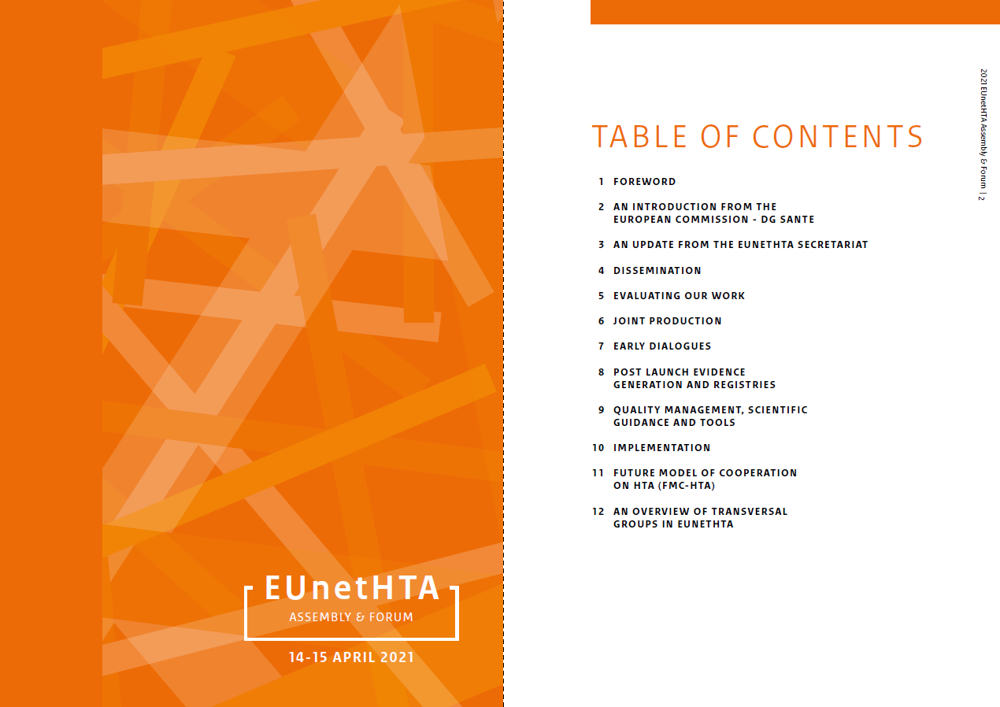 EUnetHTA
ASSEMBLY & FORUM
14-15 APRIL 2021
2021 EUnetHTA Assembly & Forum | 2
TABLE OF CONTENTS
1 FOREWORD
2 AN INTRODUCTION FROM THE
EUROPEAN COMMISSION - DG SANTE
3 AN UPDATE FROM THE EUNETHTA SECRETARIAT
4 DISSEMINATION
5 EVALUATING OUR WORK
6 JOINT PRODUCTION
7 EARLY DIALOGUES
8 POST LAUNCH EVIDENCE
GENERATION AND REGISTRIES
9 QUALITY MANAGEMENT, SCIENTIFIC
GUIDANCE AND TOOLS
10 IMPLEMENTATION
11 FUTURE MODEL OF COOPERATION
ON HTA (FMC-HTA)
12 AN OVERVIEW OF TRANSVERSAL
GROUPS IN EUNETHTA